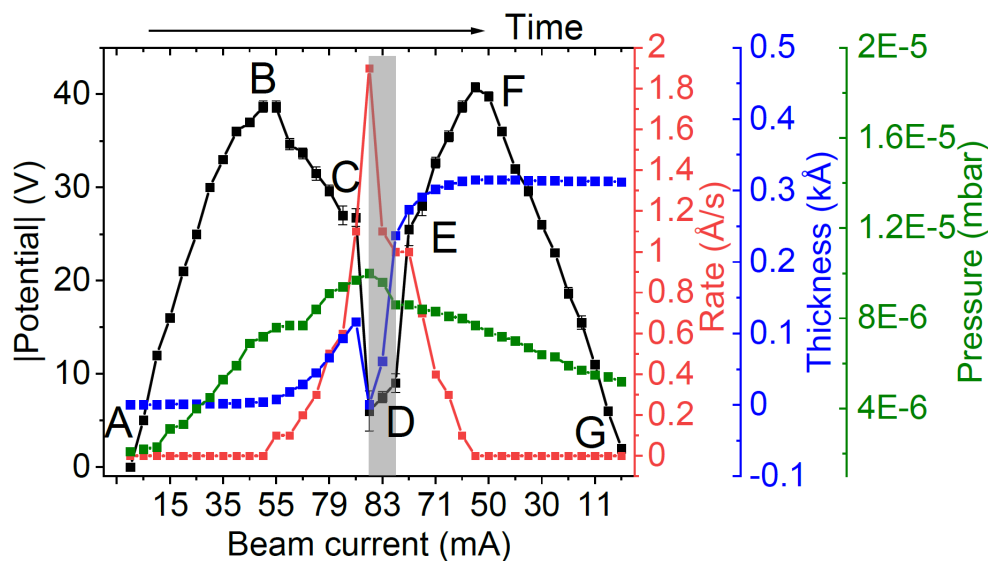 Time
|Potential| (V)
40
30
20
10
0
A
B
C
D
E
F
G
15
35
55
79
83
71
50
30
11
Beam current (mA)
2
1.8
1.6
1.4
1.2
1
0.8
0.6
0.4
0.2
0
Rate (Å/s)
0.5
0.4
0.3
0.2
0.1
0
-0.1
Thickness (kÅ)
2E-5
1.6E-5
1.2E-5
8E-6
4E-6
Pressure (mbar)